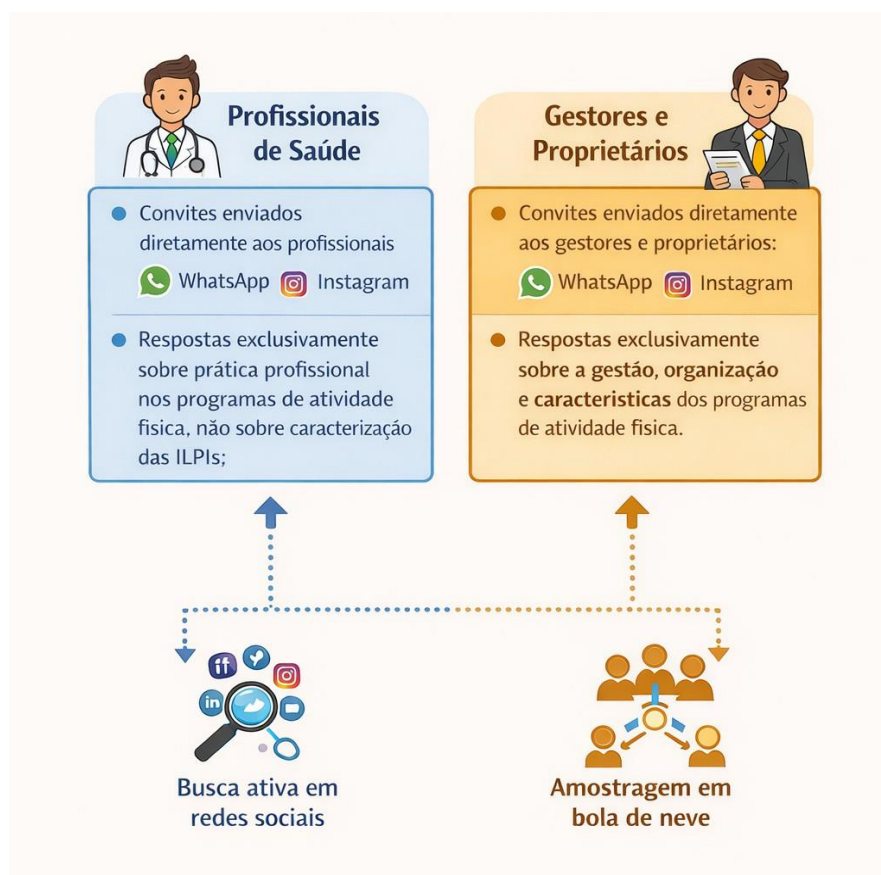 Profissionais
de Saúde
Convites enviados
diretamente aos profissionais
WhatsApp Instagram
Respostas exclusivamente
sobre prática profissional
nos programas de atividade
fisica, não sobre caracterização
das ILPIs;
Gestores e
Proprietários
Convites enviados diretamente
aos gestores e proprietários:
WhatsApp Instagram
Respostas exclusivamente
sobre a gestáo, organização
e caracteristicas dos programas
de atividade fisica.
in
Busca ativa em
redes sociais
Amostragem em
bola de neve